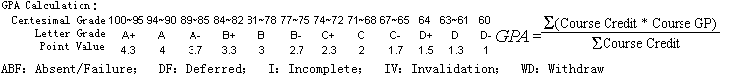 GPA Calculation:
Centesimal Grade 100~95 94~90 89~85 84~82 81~78 77~75 74~72 71~68 67~65 64 63~61 60
Letter Grade A+ A A- B+ B B- C+ C C- D+ D D-
Point Value 4.3 4 3.7 3.3 3 2.7 2.3 2 1.7 1.5 1.3 1
GPA = ∑(Course Credit * Course GP) / ∑Course Credit
ABF: Absent/Failure; DF: Deferred; I: Incomplete; IV: Invalidation; WD: Withdraw